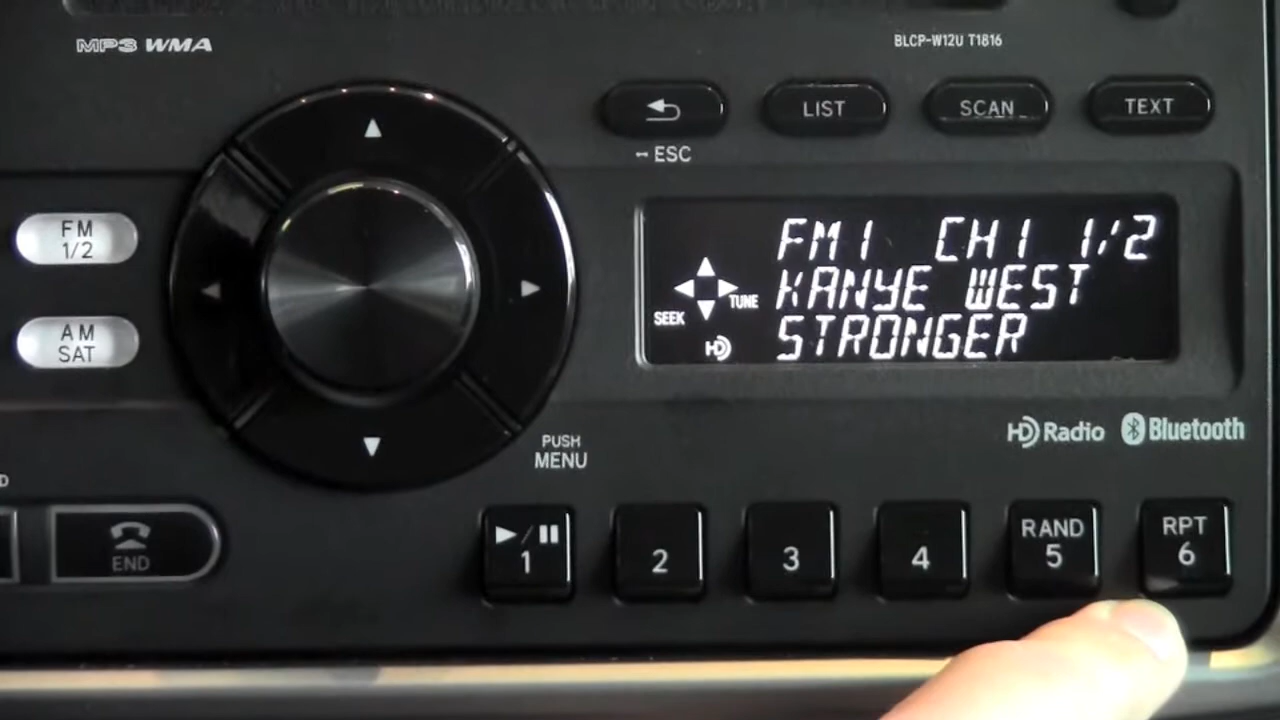 MP3 WMA
BLCP-W12U T1816
LIST
SCAN
TEXT
ESC
FM
1/2
AM
SAT
FM1 CH1 1/2
KANYE WEST
STRONGER
SEEK
TUNE
HD
HD Radio
Bluetooth
PUSH
MENU
END
1
2
3
4
RAND
5
RPT
6